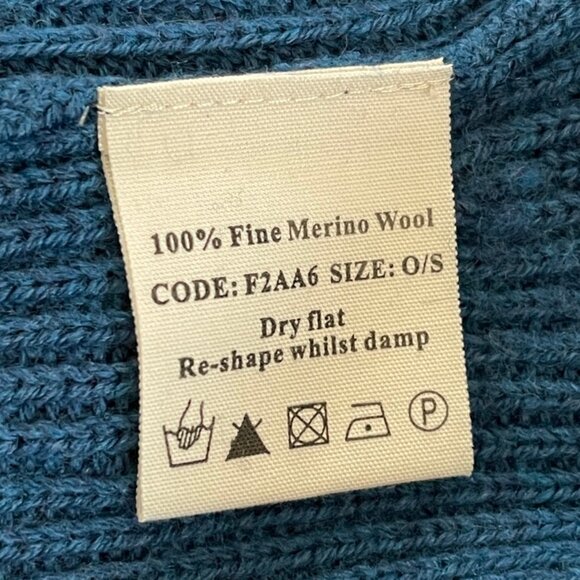 100% Fine Merino Wool
CODE: F2AA6 SIZE: O/S
Dry flat
Re-shape whilst damp
P